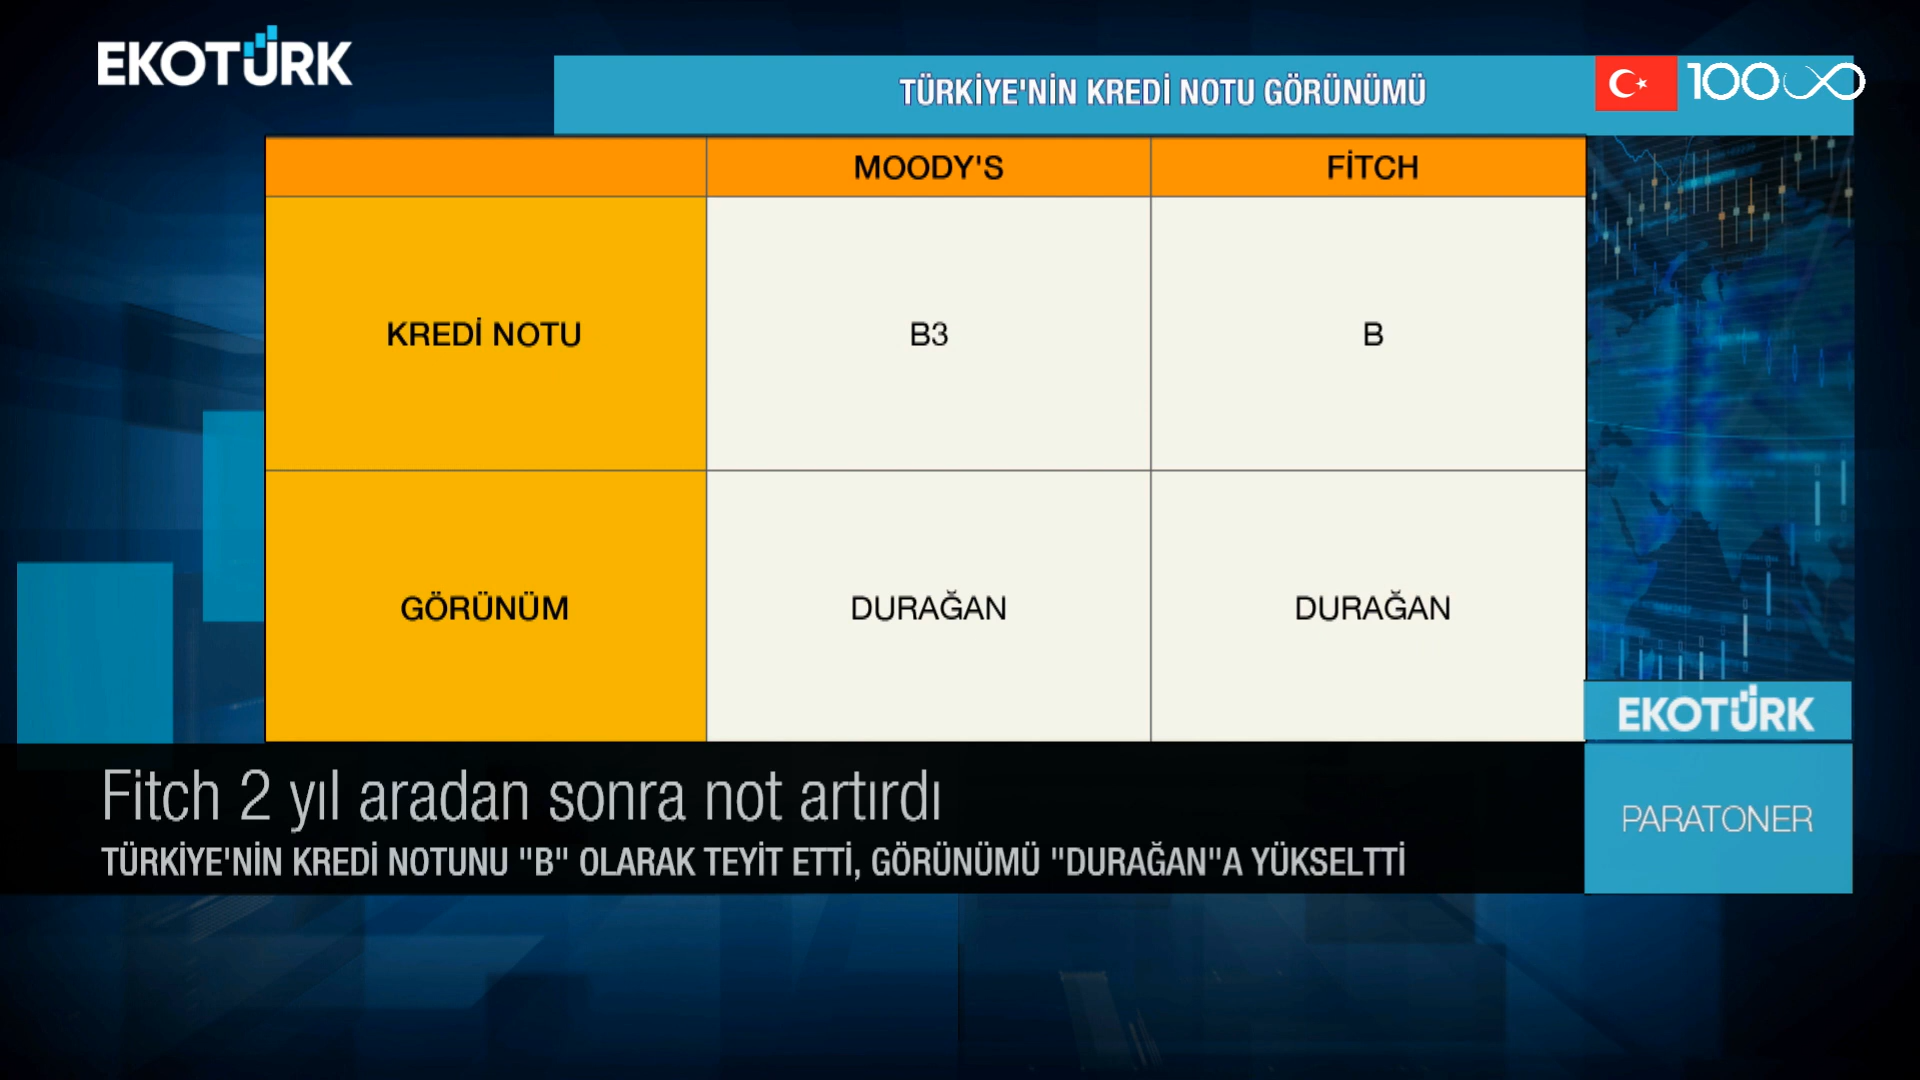 EKOTÜRK
TÜRKİYE'NİN KREDİ NOTU GÖRÜNÜMÜ
100
MOODY'S FİTCH
KREDİ NOTU B3 B
GÖRÜNÜM DURAĞAN DURAĞAN
EKOTÜRK
Fitch 2 yıl aradan sonra not artırdı
PARATONER
TÜRKİYE'NİN KREDİ NOTUNU "B" OLARAK TEYİT ETTİ, GÖRÜNÜMÜ "DURAĞAN"A YÜKSELTTİ